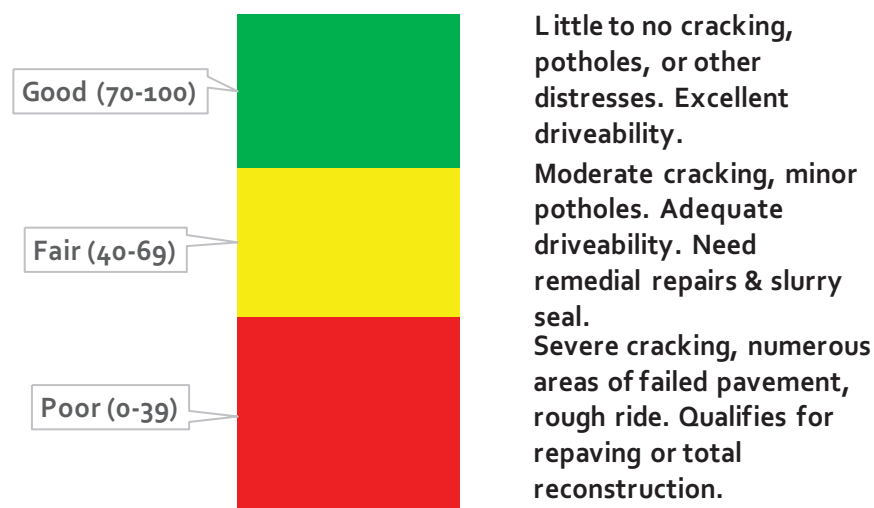 Good (70-100)
Little to no cracking,
potholes, or other
distresses. Excellent
driveability.
Fair (40-69)
Moderate cracking, minor
potholes. Adequate
driveability. Need
remedial repairs & slurry
seal.
Poor (0-39)
Severe cracking, numerous
areas of failed pavement,
rough ride. Qualifies for
repaving or total
reconstruction.